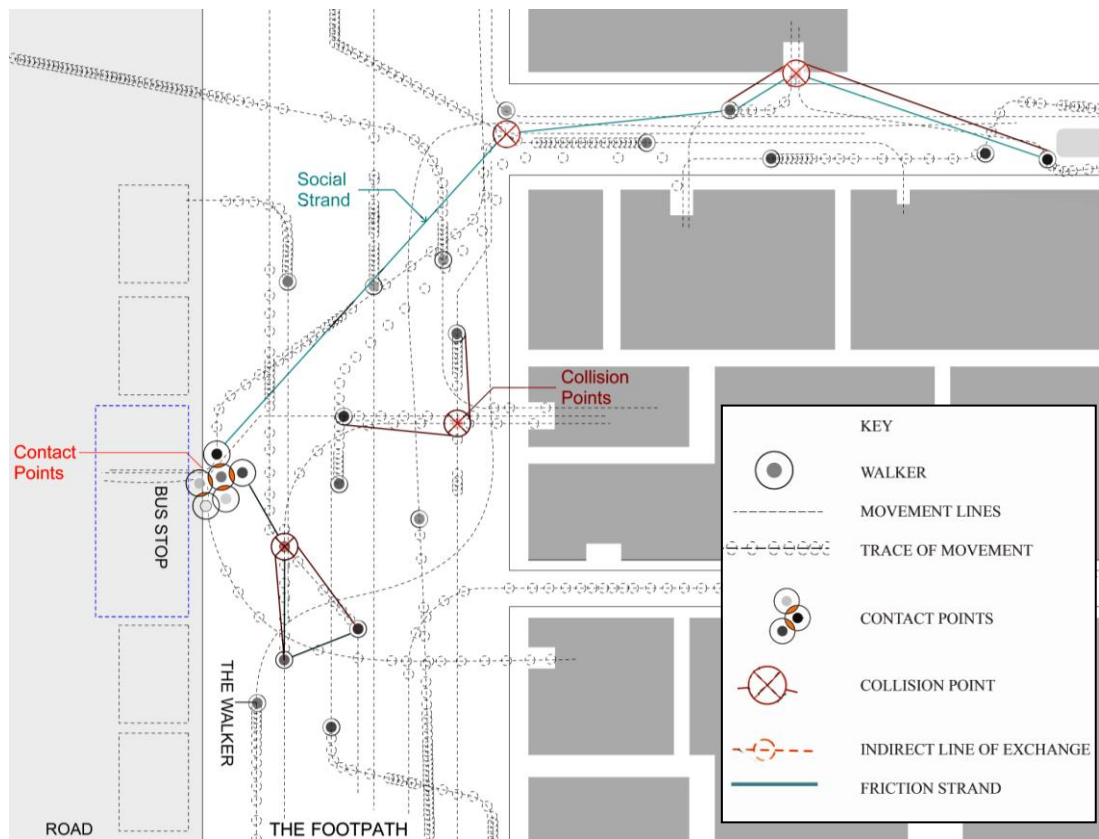 Social
Strand
Collision
Points
Contact
Points
BUS STOP
THE WALKER
ROAD
THE FOOTPATH
KEY
WALKER
MOVEMENT LINES
TRACE OF MOVEMENT
CONTACT POINTS
COLLISION POINT
INDIRECT LINE OF EXCHANGE
FRICTION STRAND